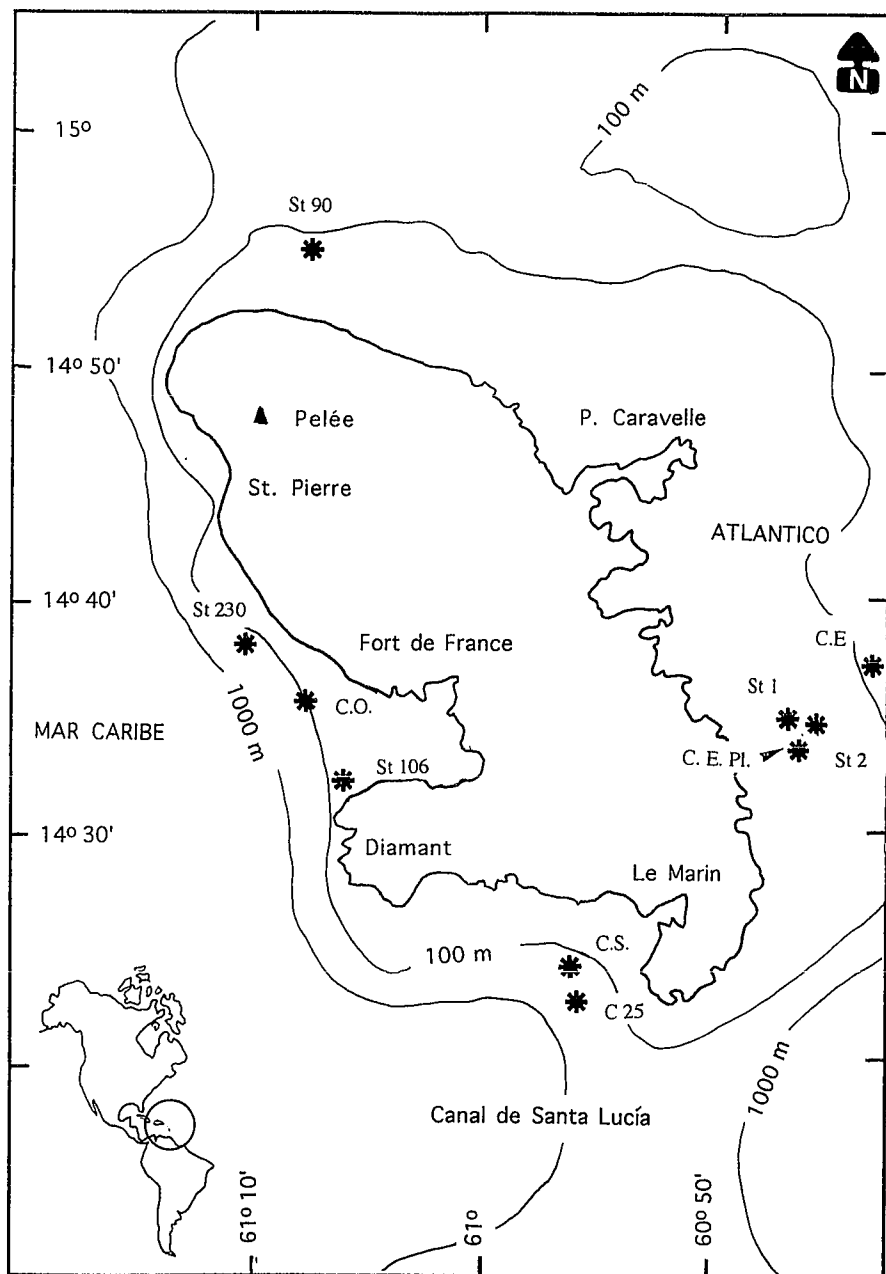 N
100 m
15º
St 90
14º 50'
Pelée
P. Caravelle
St. Pierre
ATLANTICO
14º 40'
St 230
Fort de France
C.E
St 1
C.O.
1000 m
MAR CARIBE
St 106
C. E. Pl.
St 2
14º 30'
Diamant
Le Marin
100 m
C.S.
C 25
1000 m
Canal de Santa Lucía
61º 10'
61º
60º 50'